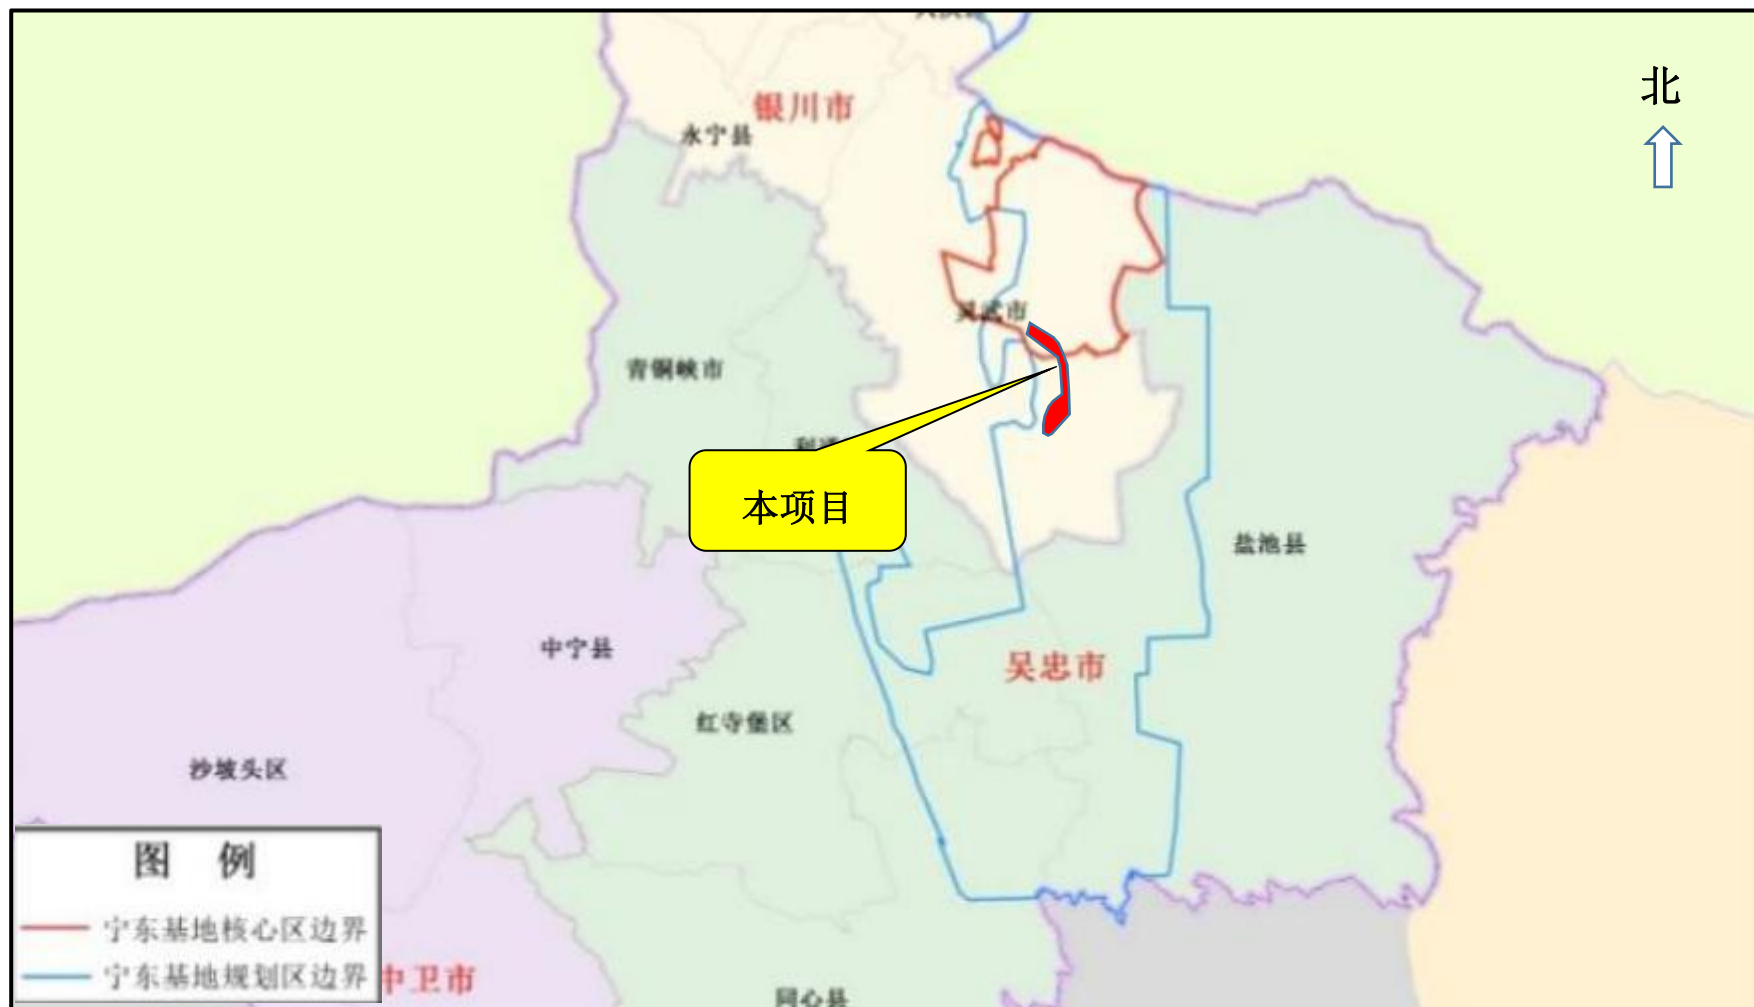 北
银川市
永宁县
灵武市
青铜峡市
本项目
盐池县
中宁县
吴忠市
红寺堡区
沙坡头区
图 例
宁东基地核心区边界
宁东基地规划区边界
中卫市
同心县